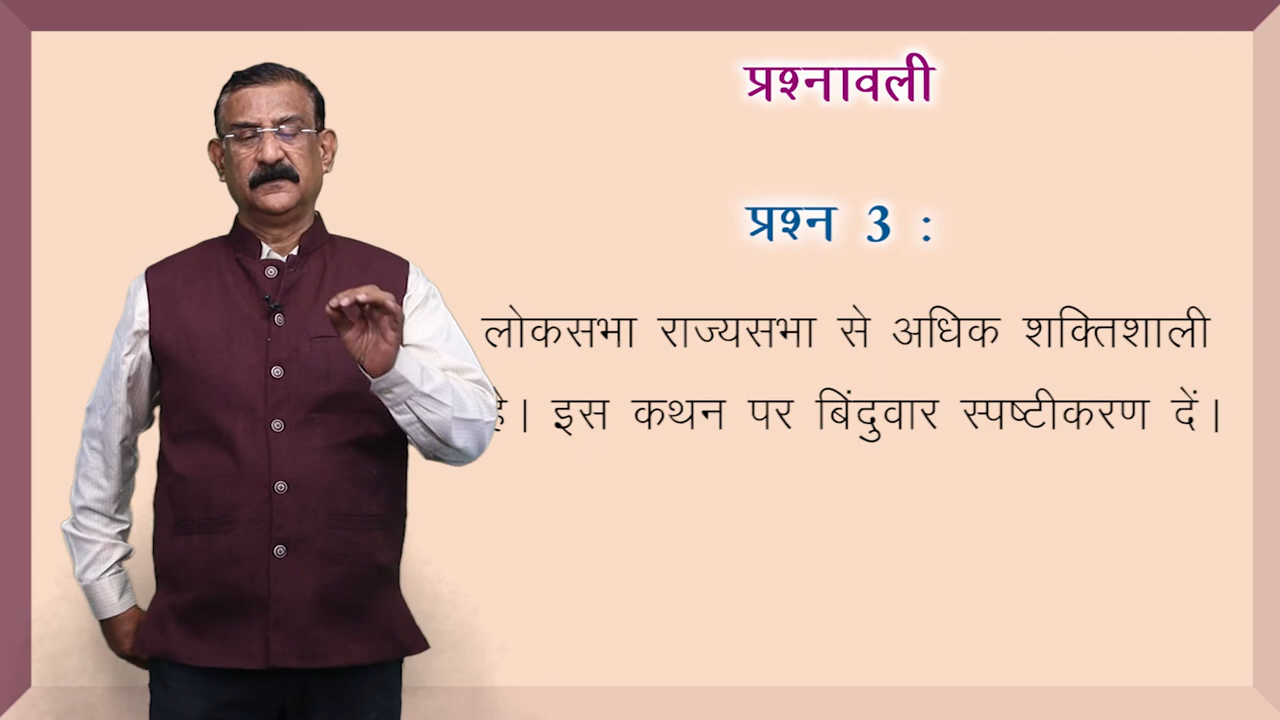 प्रश्नावली
प्रश्न 3 :
लोकसभा राज्यसभा से अधिक शक्तिशाली
है। इस कथन पर बिंदुवार स्पष्टीकरण दें।